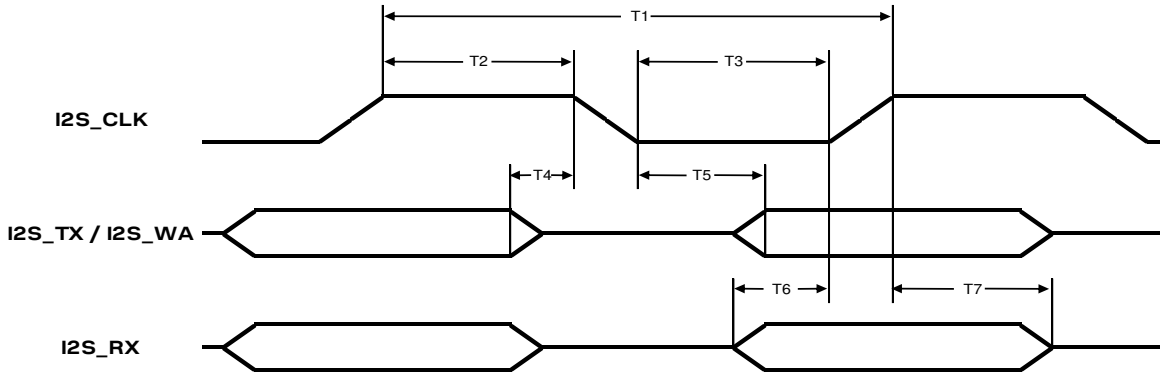 T1
T2
T3
I2S_CLK
T4
T5
I2S_TX / I2S_WA
T6
T7
I2S_RX